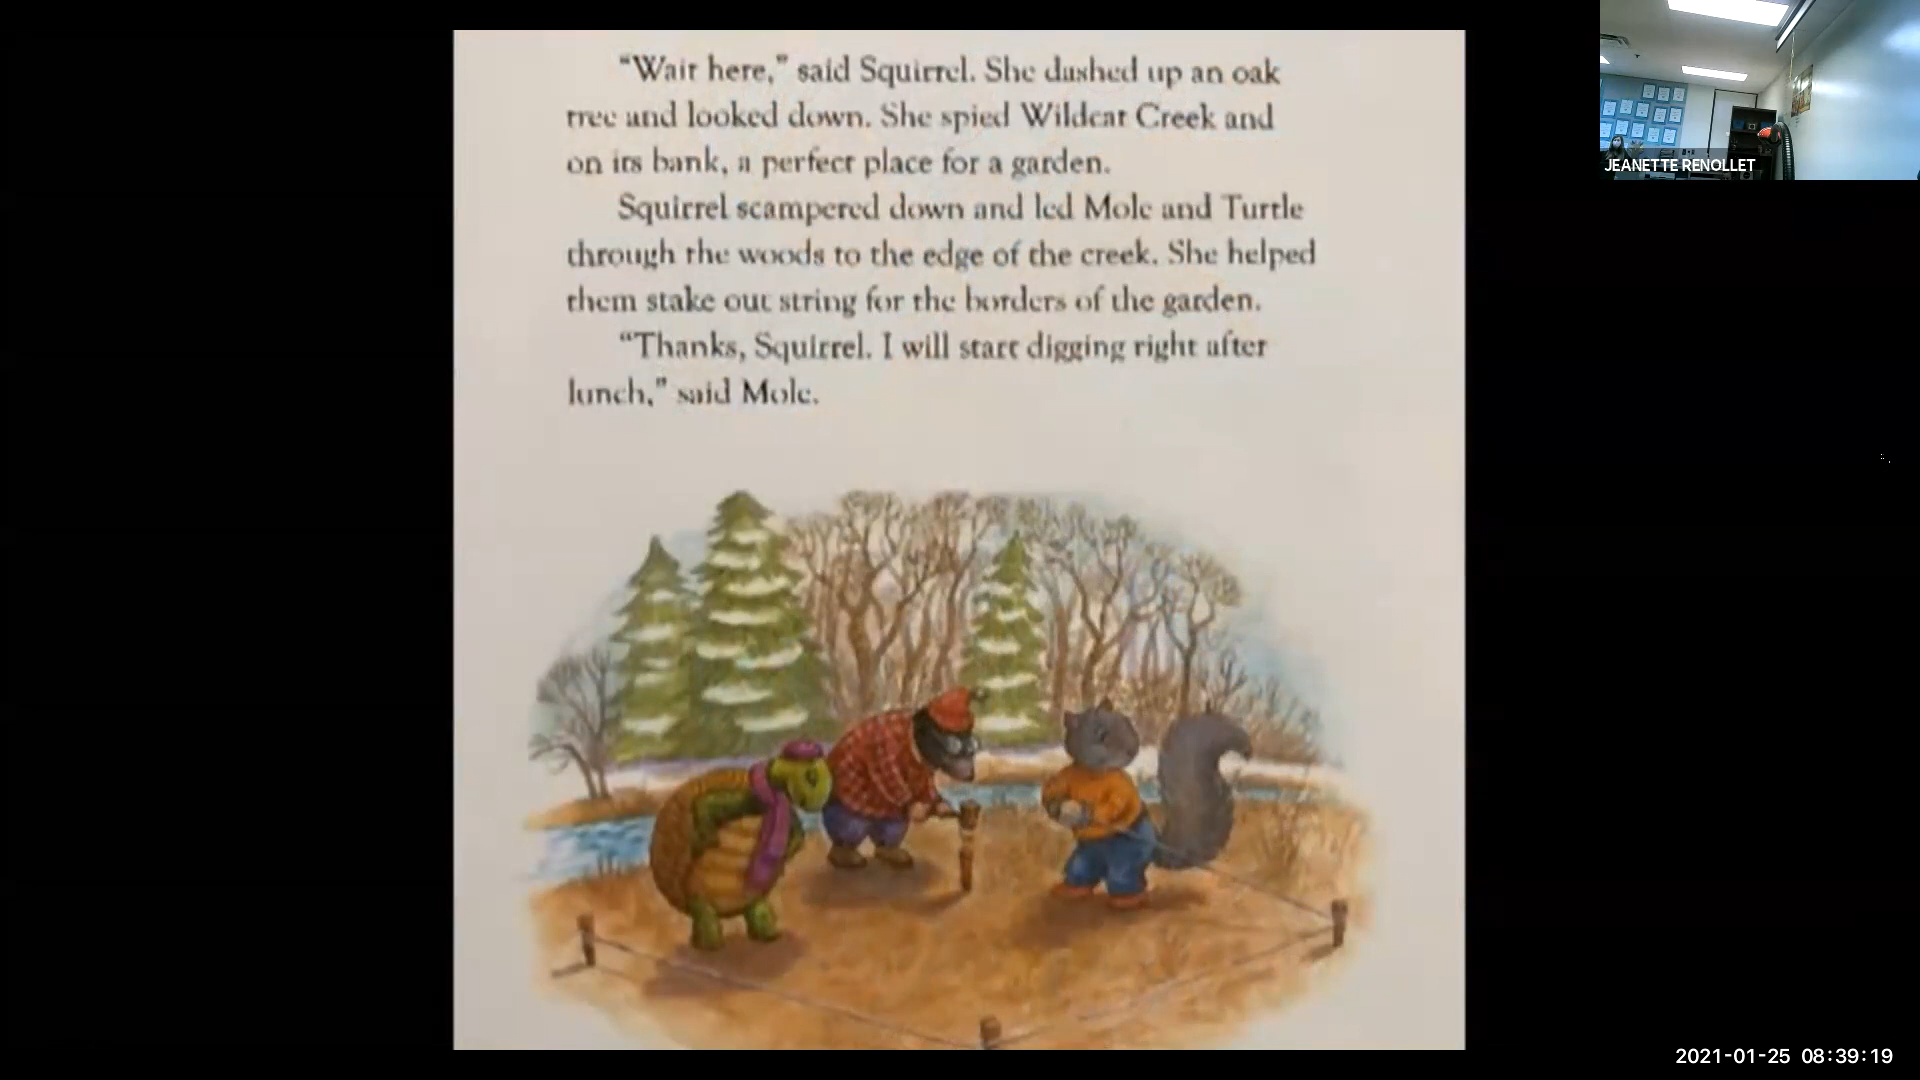 “Wait here,” said Squirrel. She dashed up an oak
tree and looked down. She spied Wildcat Creek and
on its bank, a perfect place for a garden.
Squirrel scampered down and led Mole and Turtle
through the woods to the edge of the creek. She helped
them stake out string for the borders of the garden.
“Thanks, Squirrel. I will start digging right after
lunch,” said Mole.
JEANETTE RENOLLET
2021-01-25 08:39:19